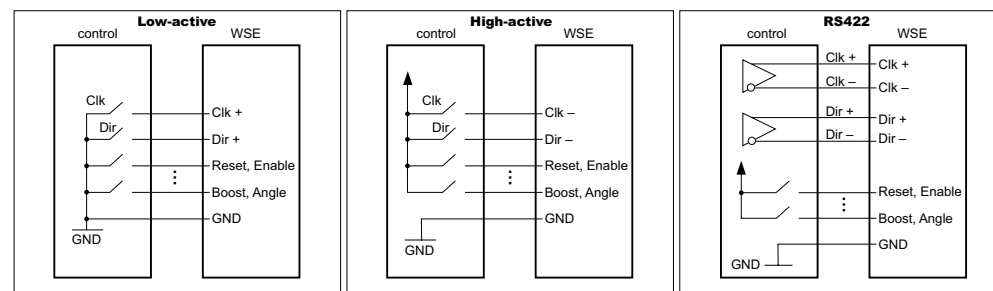 Low-active
control WSE
Clk
Clk +
Dir
Dir +
Reset, Enable
Boost, Angle
GND
GND
High-active
control WSE
Clk
Clk –
Dir
Dir –
Reset, Enable
Boost, Angle
GND
GND
RS422
control WSE
Clk + Clk +
Clk – Clk –
Dir + Dir +
Dir – Dir –
Reset, Enable
Boost, Angle
GND
GND